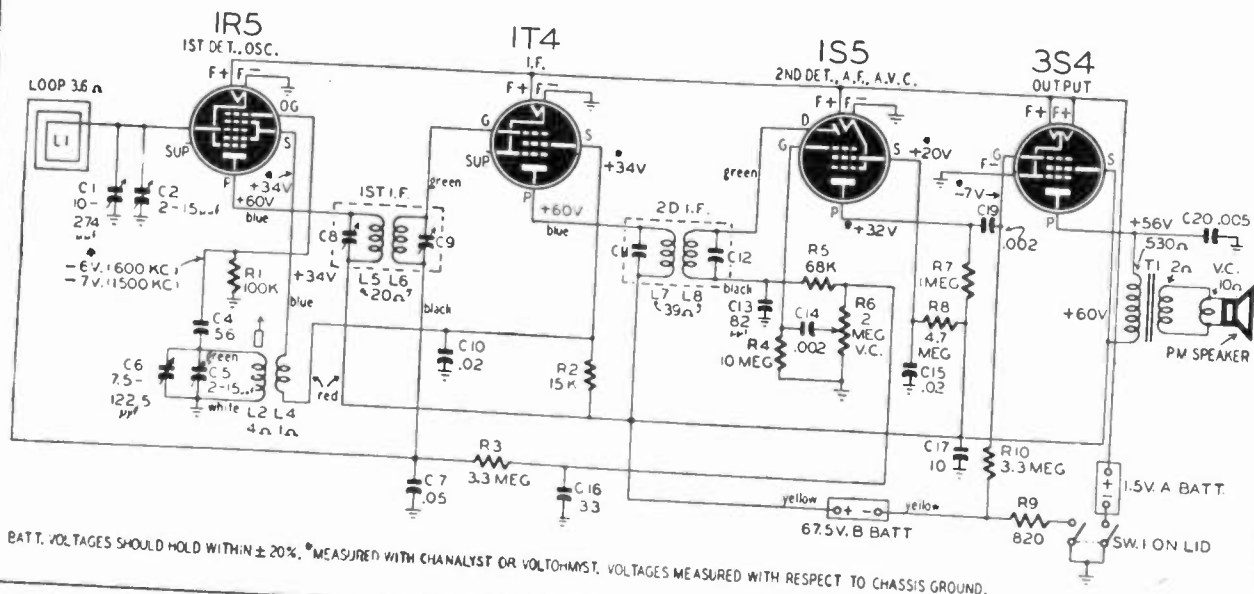 1R5
1ST DET., OSC.
1T4
I.F.
1S5
2ND DET., A.F., A.V.C.
3S4
OUTPUT
LOOP 3.6 Ω
L1
F+ F-
OG
S
SUP
P
+34V
+60V
blue
C1
10-
274
μμf
C2
2-15μμf
*
-6V. (600 KC)
-7V. (1500 KC)
R1
100K
+34V
blue
C4
56
C6
7.5-
122.5
μμf
green
C5
2-15μμf
white
L2 L4
4Ω 1Ω
red
1ST I.F.
C8
C9
L5 L6
20Ω
green
black
F+ F-
G
S
SUP
P
*
+34V
+60V
blue
C10
.02
R2
15K
2D I.F.
C12
L7 L8
39Ω
green
black
F+ F-
D
G
S
P
*
+20V
*+32V
R5
68K
C13
82
μμf
C14
.002
R4
10 MEG
R6
2
MEG
V.C.
R7
1MEG
R8
4.7
MEG
C15
.02
C19
.002
*-7V
F+ F+
G
F-
S
P
+56V
530Ω
C20 .005
T1 2Ω
V.C.
10Ω
+60V
PM SPEAKER
C7
.05
R3
3.3 MEG
C16
33
C17
10
R10
3.3 MEG
yellow
+ -
yellow
67.5V. B BATT
R9
820
+
-
1.5V. A BATT.
SW.1 ON LID
BATT. VOLTAGES SHOULD HOLD WITHIN ± 20%. *MEASURED WITH CHANALYST OR VOLTOHMYST. VOLTAGES MEASURED WITH RESPECT TO CHASSIS GROUND.